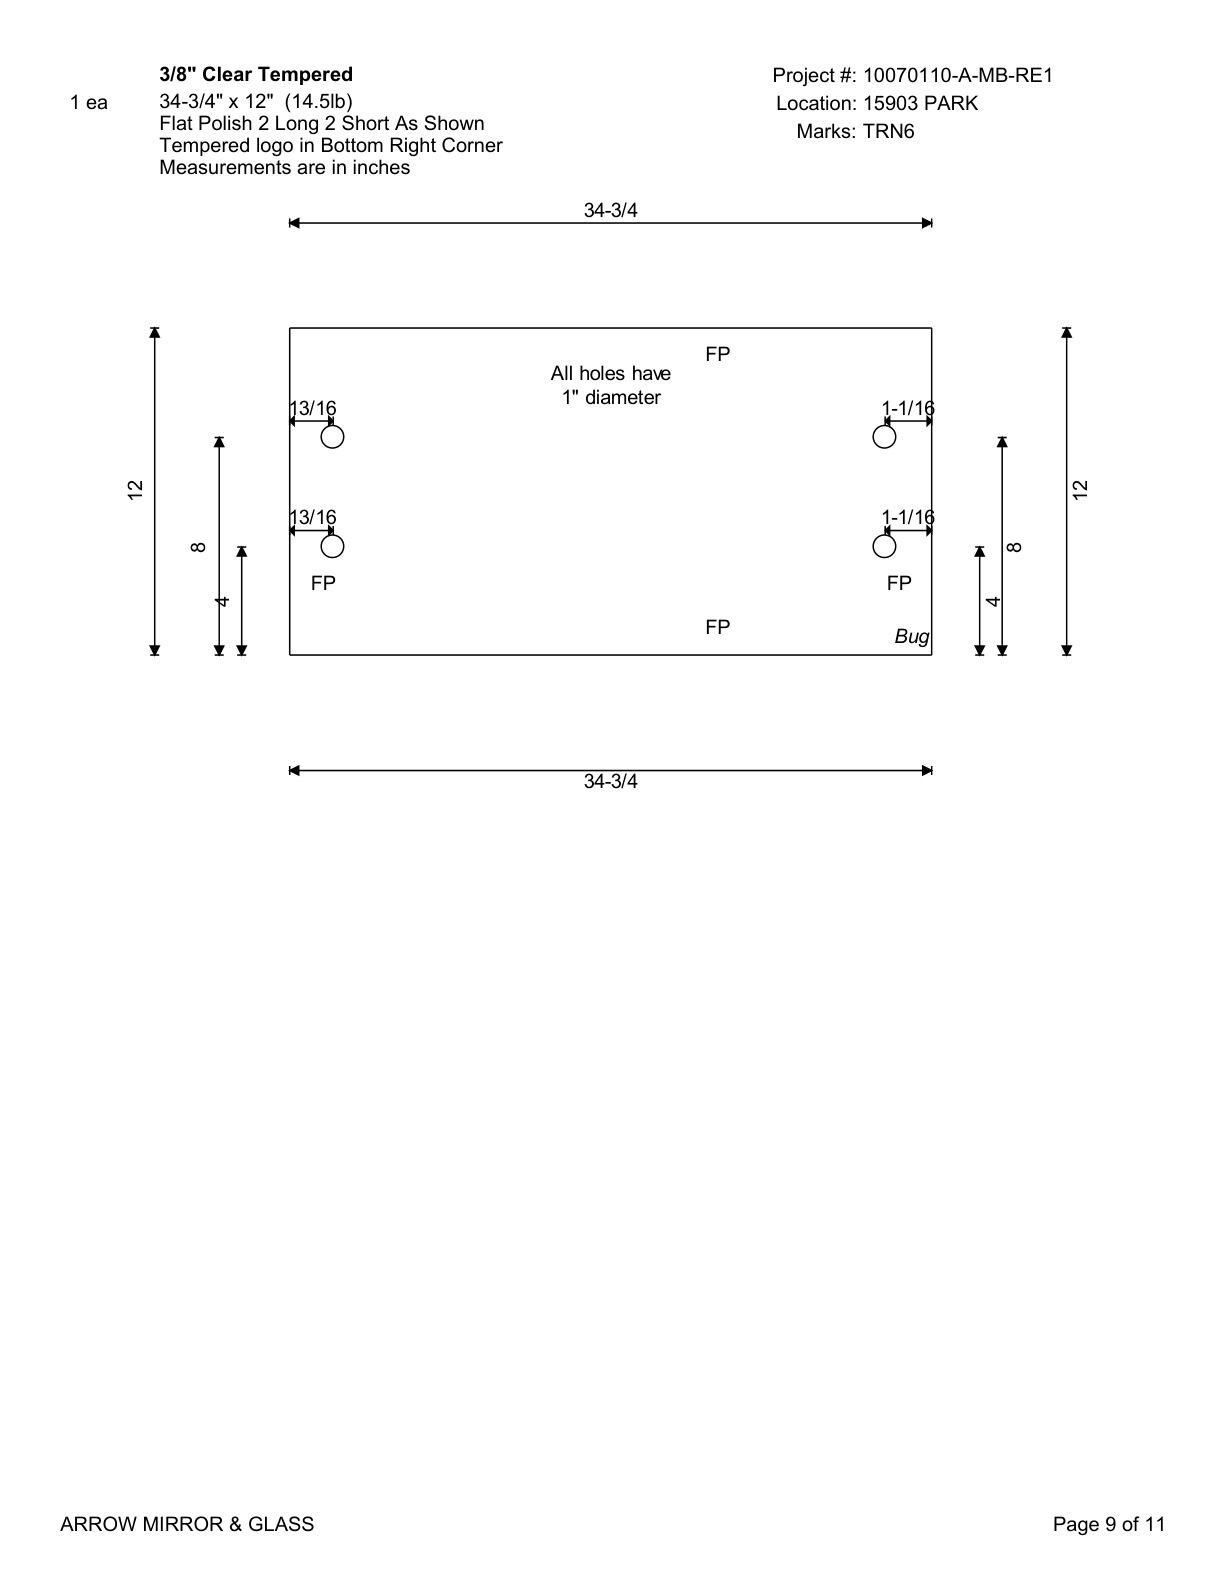 3/8" Clear Tempered
1 ea
34-3/4" x 12"  (14.5lb)
Flat Polish 2 Long 2 Short As Shown
Tempered logo in Bottom Right Corner
Measurements are in inches
Project #: 10070110-A-MB-RE1
Location: 15903 PARK
Marks: TRN6
34-3/4
FP
All holes have
1" diameter
13/16
1-1/16
12
12
13/16
1-1/16
8
8
FP
FP
4
4
FP
Bug
34-3/4
ARROW MIRROR & GLASS
Page 9 of 11